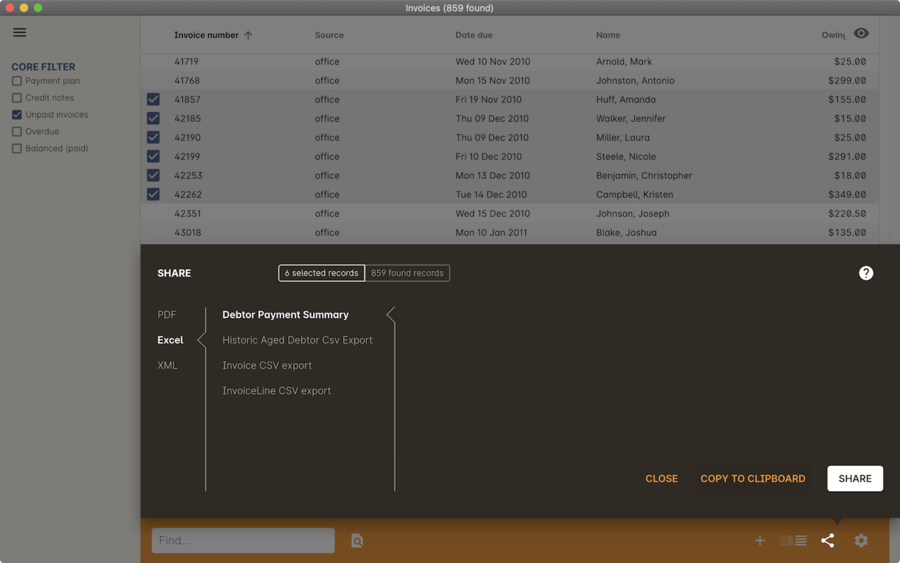 Invoices (859 found)
CORE FILTER
Payment plan
Credit notes
Unpaid invoices
Overdue
Balanced (paid)
Invoice number Source Date due Name Owing
41719 office Wed 10 Nov 2010 Arnold, Mark $25.00
41768 office Mon 15 Nov 2010 Johnston, Antonio $299.00
41857 office Fri 19 Nov 2010 Huff, Amanda $155.00
42185 office Thu 09 Dec 2010 Walker, Jennifer $15.00
42190 office Thu 09 Dec 2010 Miller, Laura $25.00
42199 office Fri 10 Dec 2010 Steele, Nicole $291.00
42253 office Mon 13 Dec 2010 Benjamin, Christopher $18.00
42262 office Tue 14 Dec 2010 Campbell, Kristen $349.00
42351 office Wed 15 Dec 2010 Johnson, Joseph $220.50
43018 office Mon 10 Jan 2011 Blake, Joshua $135.00
SHARE 6 selected records 859 found records ?
PDF
Excel
XML
Debtor Payment Summary
Historic Aged Debtor Csv Export
Invoice CSV export
InvoiceLine CSV export
CLOSE COPY TO CLIPBOARD SHARE
Find...